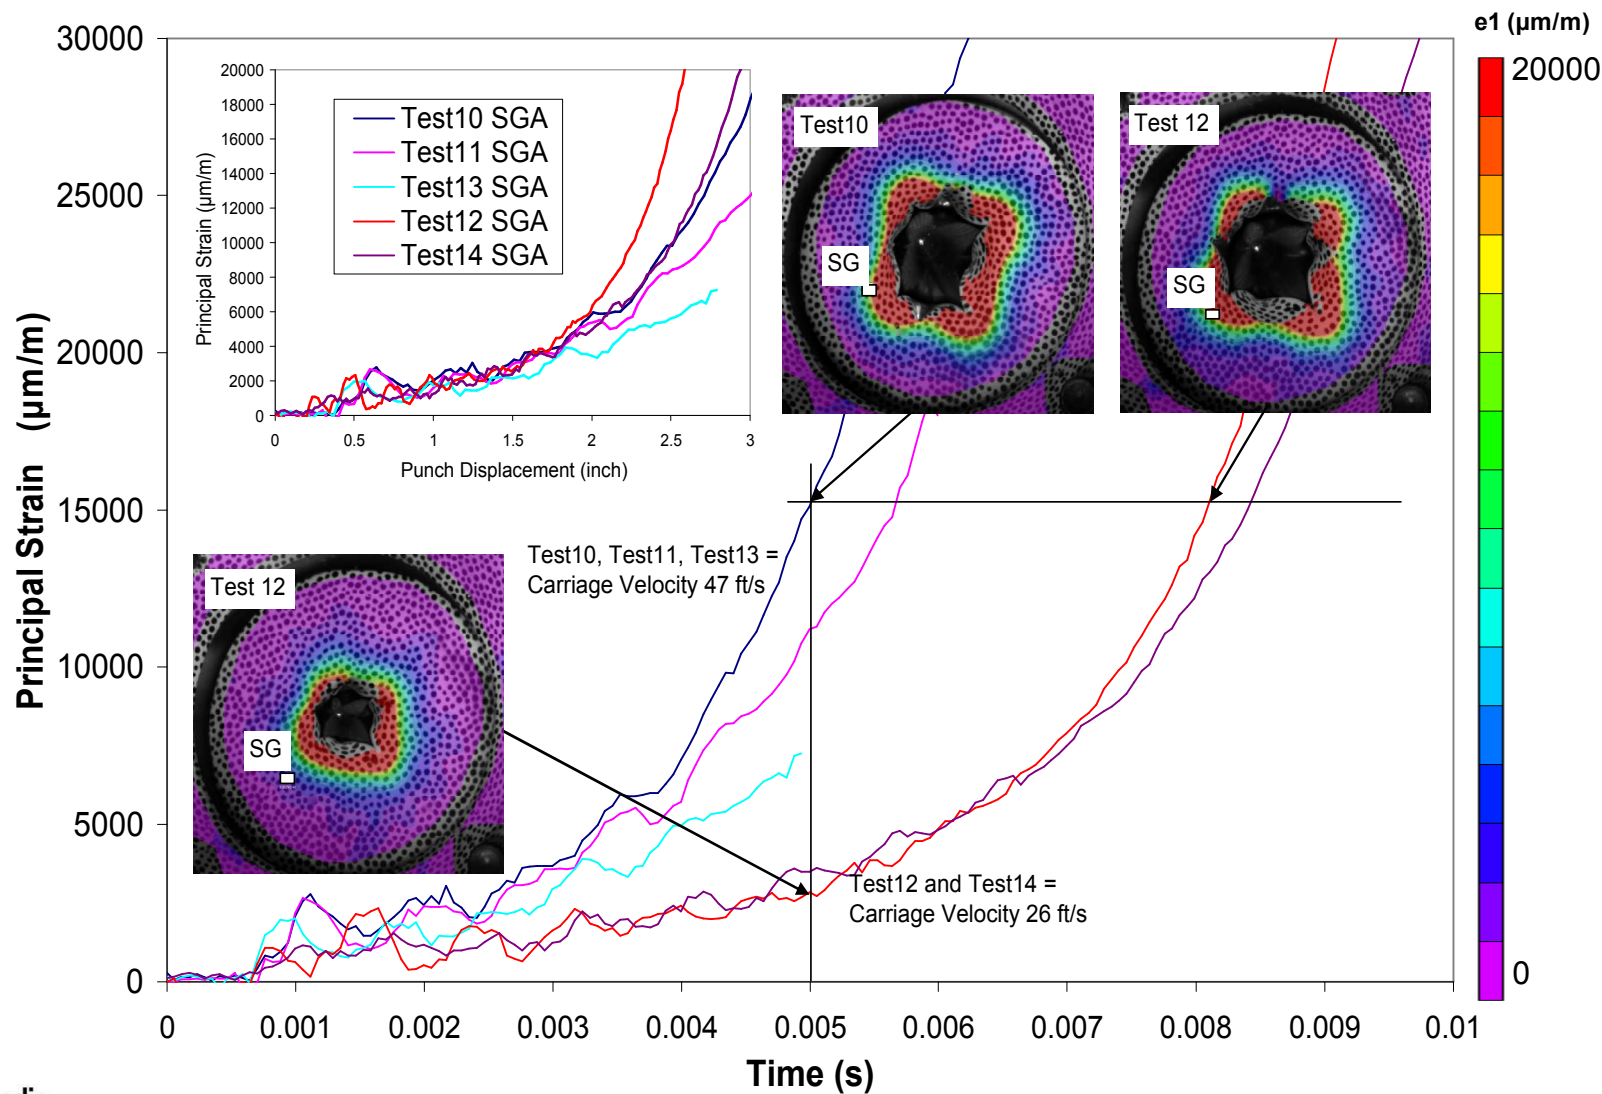 e1 (µm/m)
30000
25000
20000
15000
10000
5000
0
Principal Strain (µm/m)
0
0.001
0.002
0.003
0.004
0.005
0.006
0.007
0.008
0.009
0.01
Time (s)
20000
18000
16000
14000
12000
10000
8000
6000
4000
2000
0
Principal Strain (µm/m)
0
0.5
1
1.5
2
2.5
3
Punch Displacement (inch)
Test10 SGA
Test11 SGA
Test13 SGA
Test12 SGA
Test14 SGA
Test10
SG
Test 12
SG
20000
0
Test10, Test11, Test13 =
Carriage Velocity 47 ft/s
Test 12
SG
Test12 and Test14 =
Carriage Velocity 26 ft/s